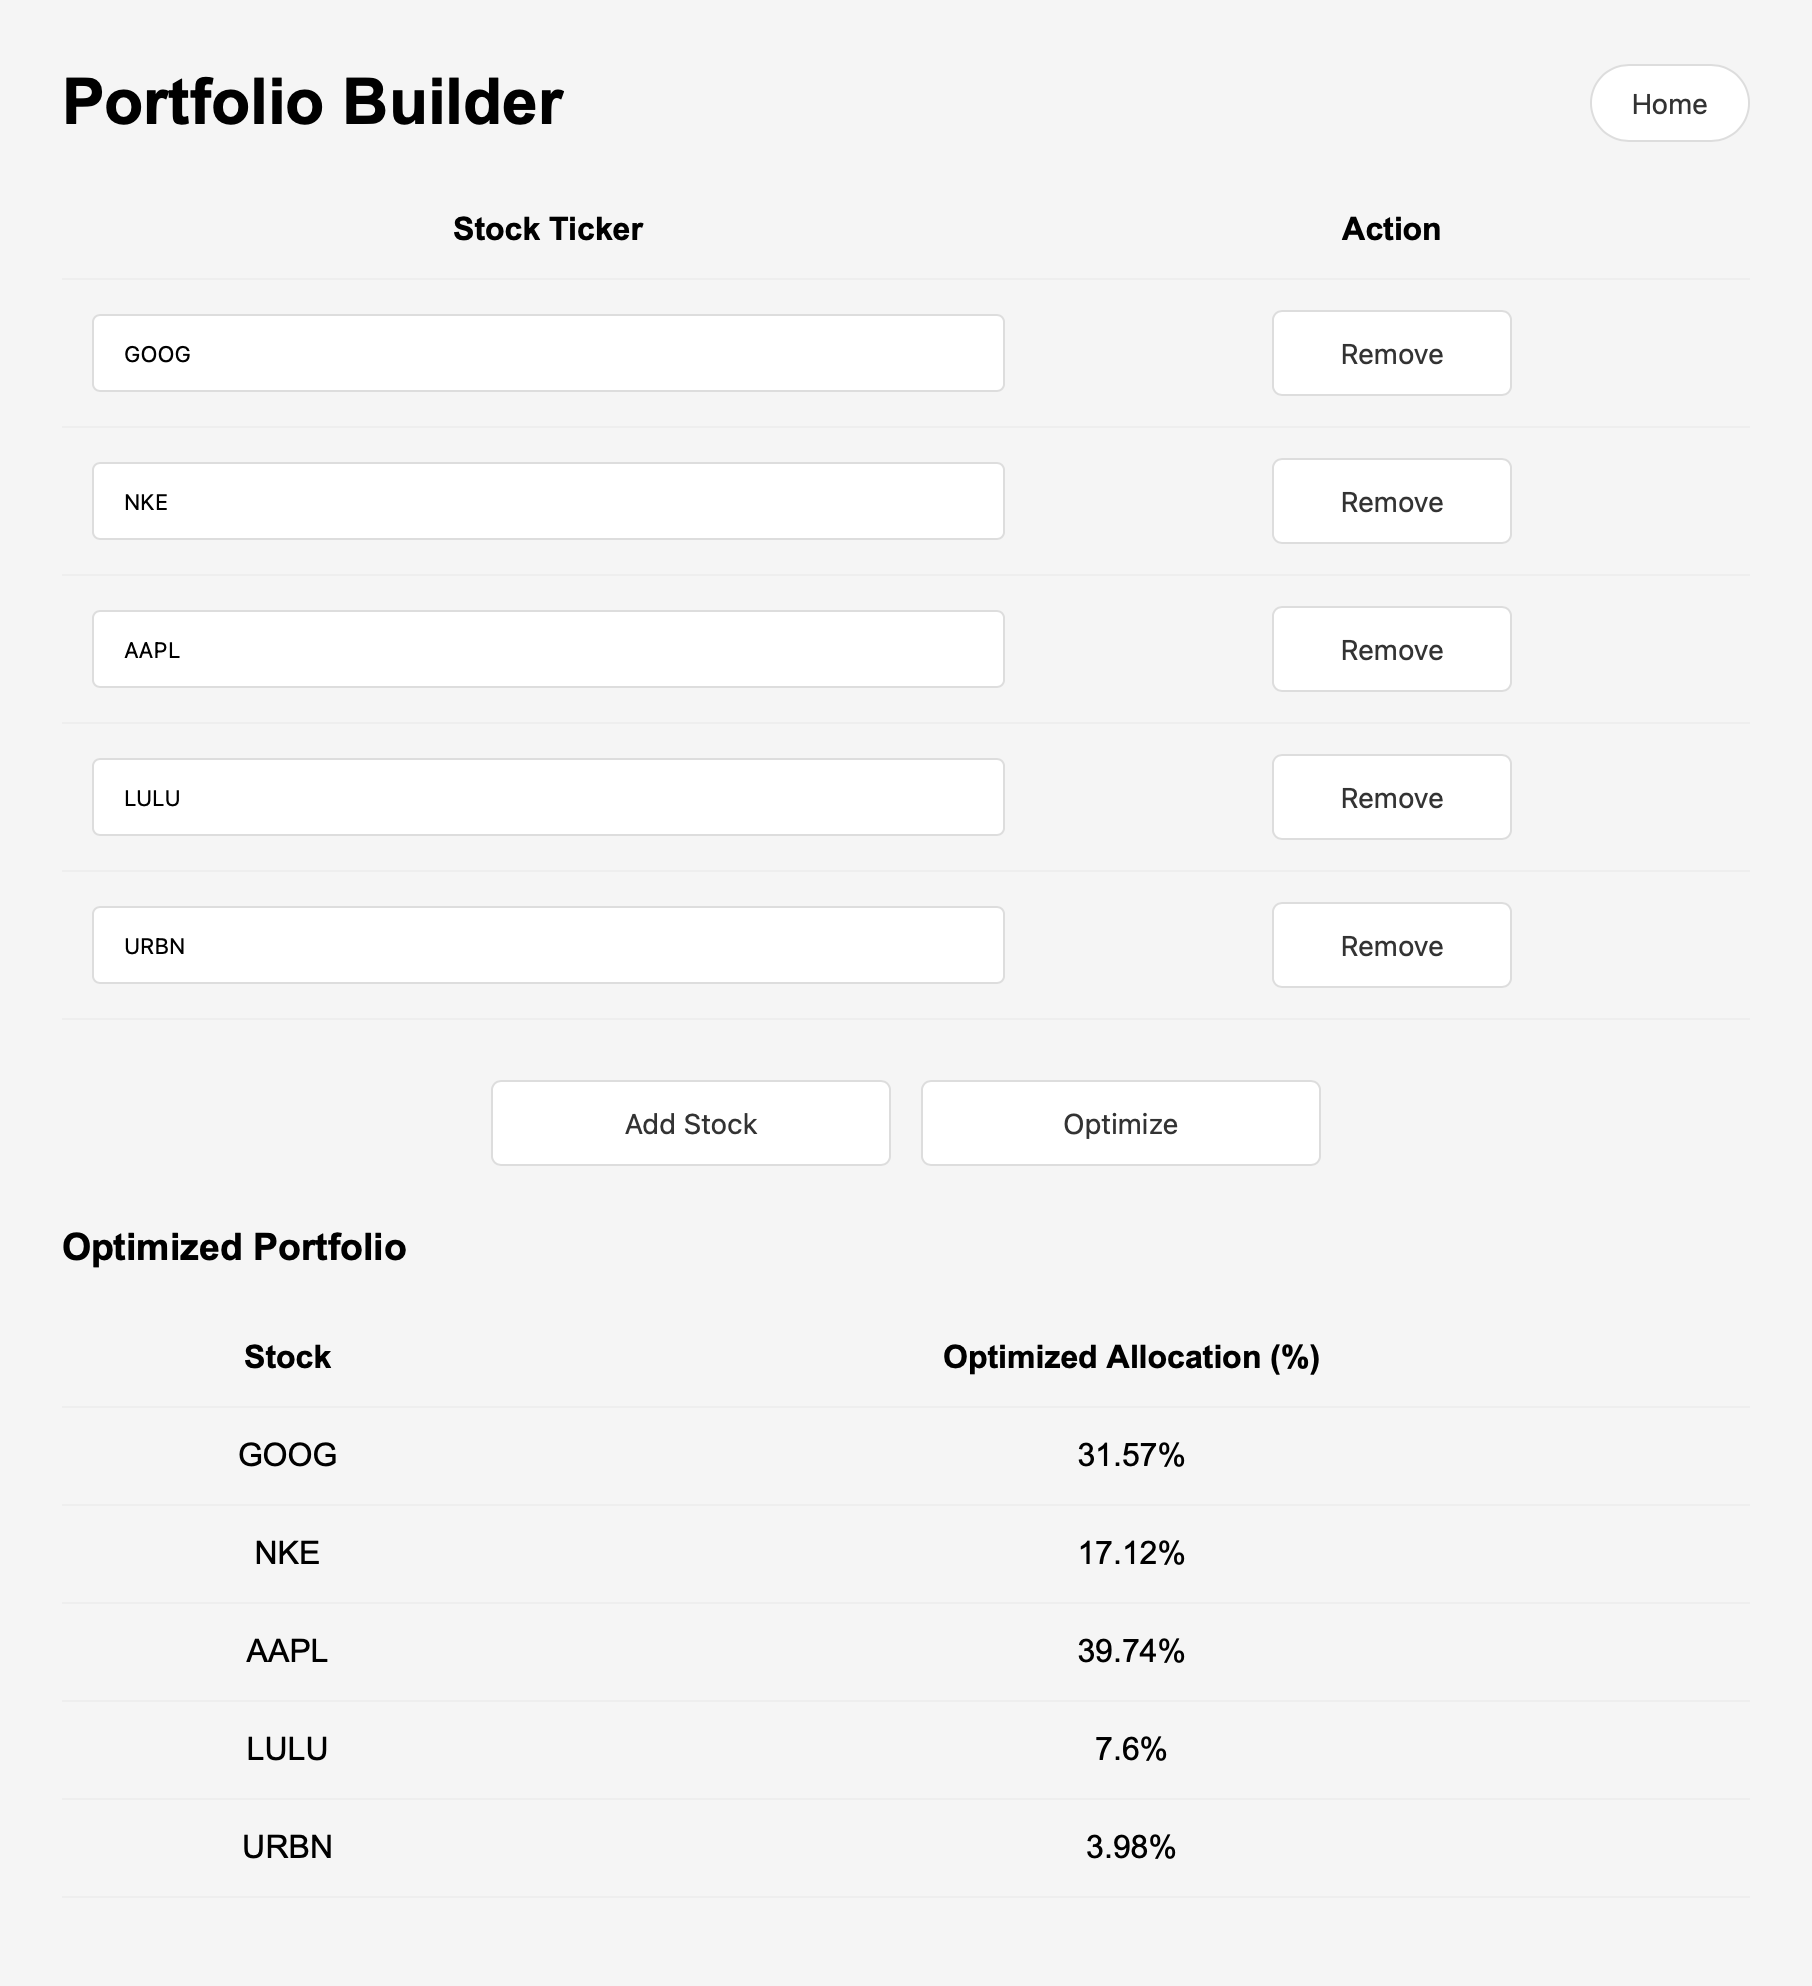 Portfolio Builder Home
Stock Ticker Action
GOOG Remove
NKE Remove
AAPL Remove
LULU Remove
URBN Remove
Add Stock Optimize
Optimized Portfolio
Stock Optimized Allocation (%)
GOOG 31.57%
NKE 17.12%
AAPL 39.74%
LULU 7.6%
URBN 3.98%